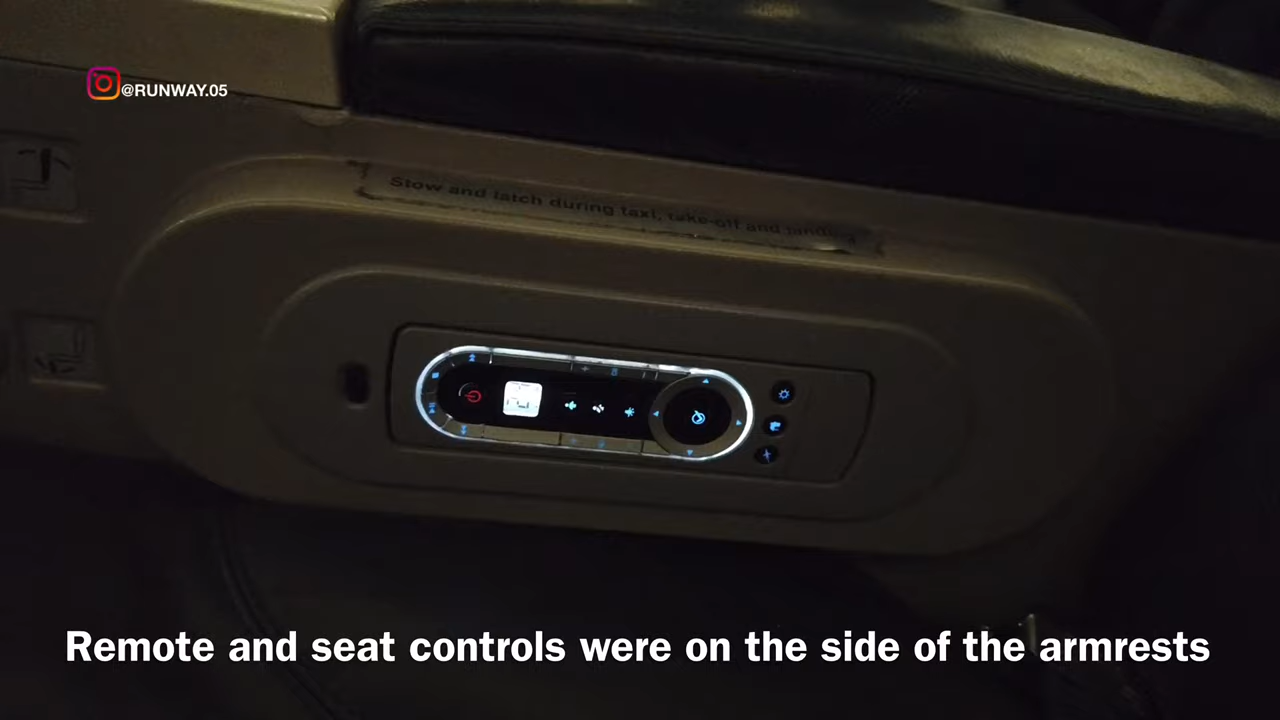 @RUNWAY.05
Stow and latch during taxi, take-off and landing
Remote and seat controls were on the side of the armrests